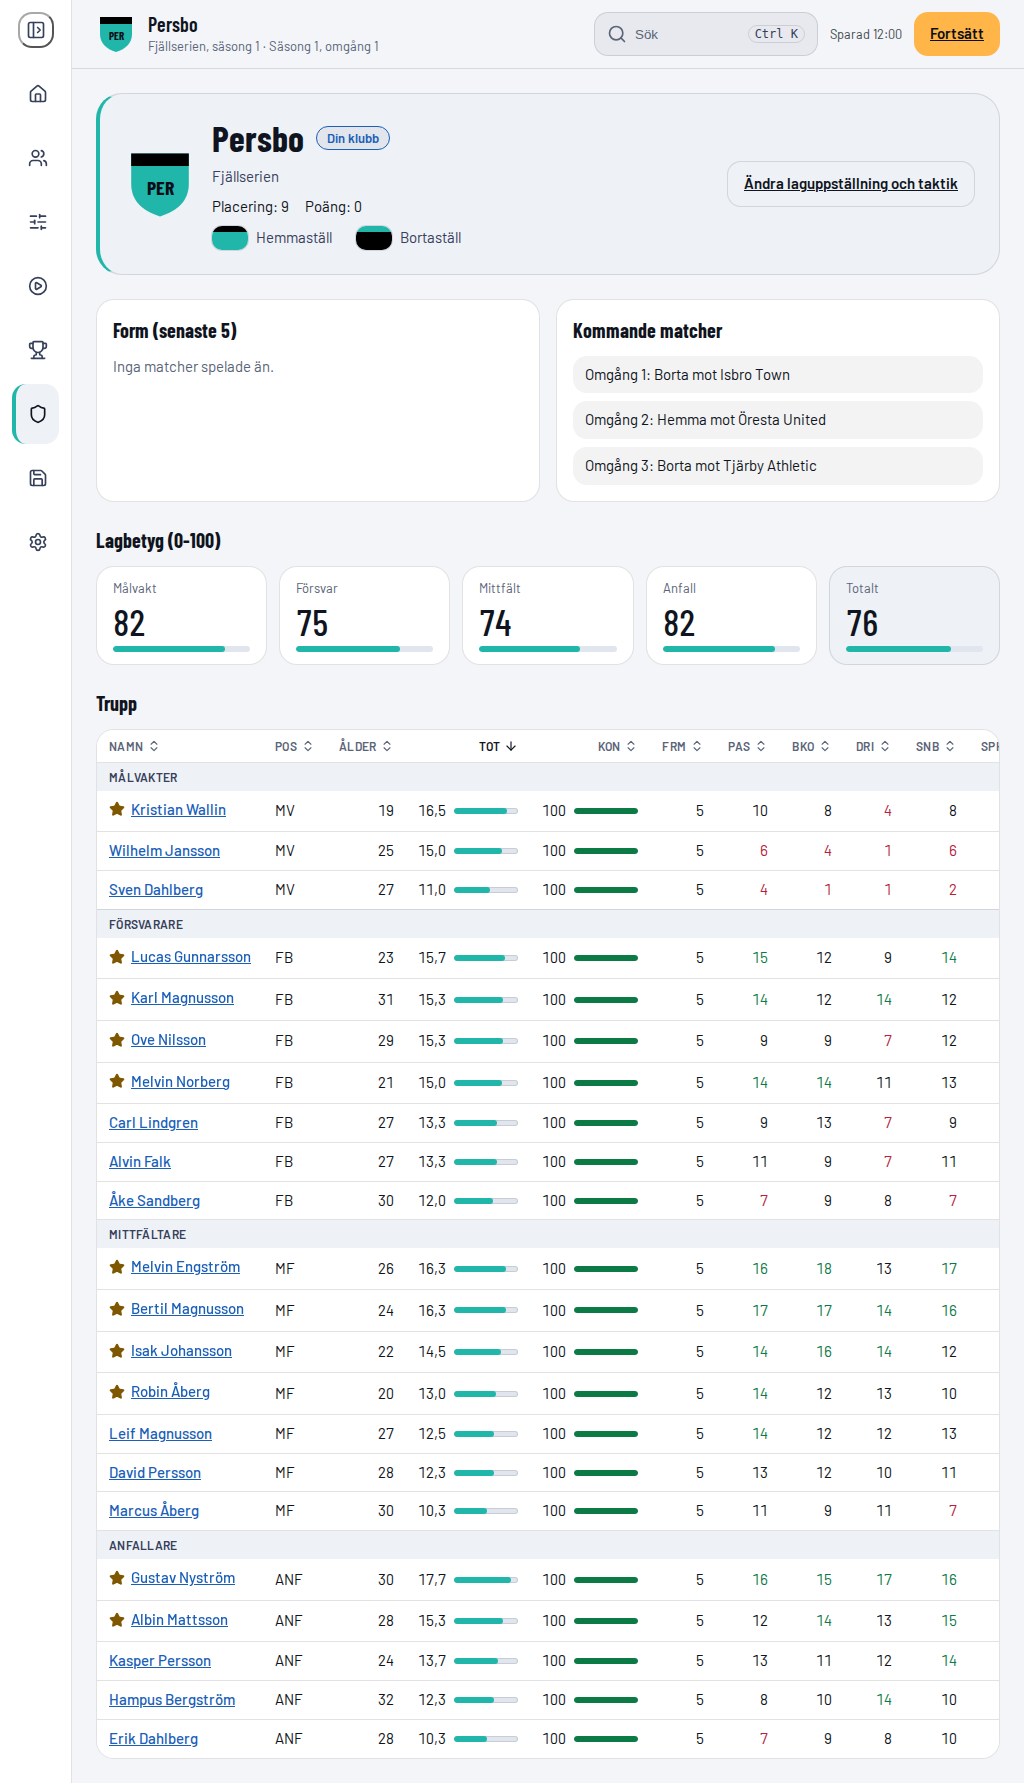 PER
Persbo
Fjällserien, säsong 1 · Säsong 1, omgång 1
Sök
Ctrl K
Sparad 12:00
Fortsätt
PER
Persbo
Din klubb
Fjällserien
Placering: 9 Poäng: 0
Hemmaställ Bortaställ
Ändra laguppställning och taktik
Form (senaste 5)
Inga matcher spelade än.
Kommande matcher
Omgång 1: Borta mot Isbro Town
Omgång 2: Hemma mot Öresta United
Omgång 3: Borta mot Tjärby Athletic
Lagbetyg (0-100)
Målvakt
82
Försvar
75
Mittfält
74
Anfall
82
Totalt
76
Trupp
NAMN POS ÅLDER TOT KON FRM PAS BKO DRI SNB
MÅLVAKTER
Kristian Wallin MV 19 16,5 100 5 10 8 4 8
Wilhelm Jansson MV 25 15,0 100 5 6 4 1 6
Sven Dahlberg MV 27 11,0 100 5 4 1 1 2
FÖRSVARARE
Lucas Gunnarsson FB 23 15,7 100 5 15 12 9 14
Karl Magnusson FB 31 15,3 100 5 14 12 14 12
Ove Nilsson FB 29 15,3 100 5 9 9 7 12
Melvin Norberg FB 21 15,0 100 5 14 14 11 13
Carl Lindgren FB 27 13,3 100 5 9 13 7 9
Alvin Falk FB 27 13,3 100 5 11 9 7 11
Åke Sandberg FB 30 12,0 100 5 7 9 8 7
MITTFÄLTARE
Melvin Engström MF 26 16,3 100 5 16 18 13 17
Bertil Magnusson MF 24 16,3 100 5 17 17 14 16
Isak Johansson MF 22 14,5 100 5 14 16 14 12
Robin Åberg MF 20 13,0 100 5 14 12 13 10
Leif Magnusson MF 27 12,5 100 5 14 12 12 13
David Persson MF 28 12,3 100 5 13 12 10 11
Marcus Åberg MF 30 10,3 100 5 11 9 11 7
ANFALLARE
Gustav Nyström ANF 30 17,7 100 5 16 15 17 16
Albin Mattsson ANF 28 15,3 100 5 12 14 13 15
Kasper Persson ANF 24 13,7 100 5 13 11 12 14
Hampus Bergström ANF 32 12,3 100 5 8 10 14 10
Erik Dahlberg ANF 28 10,3 100 5 7 9 8 10